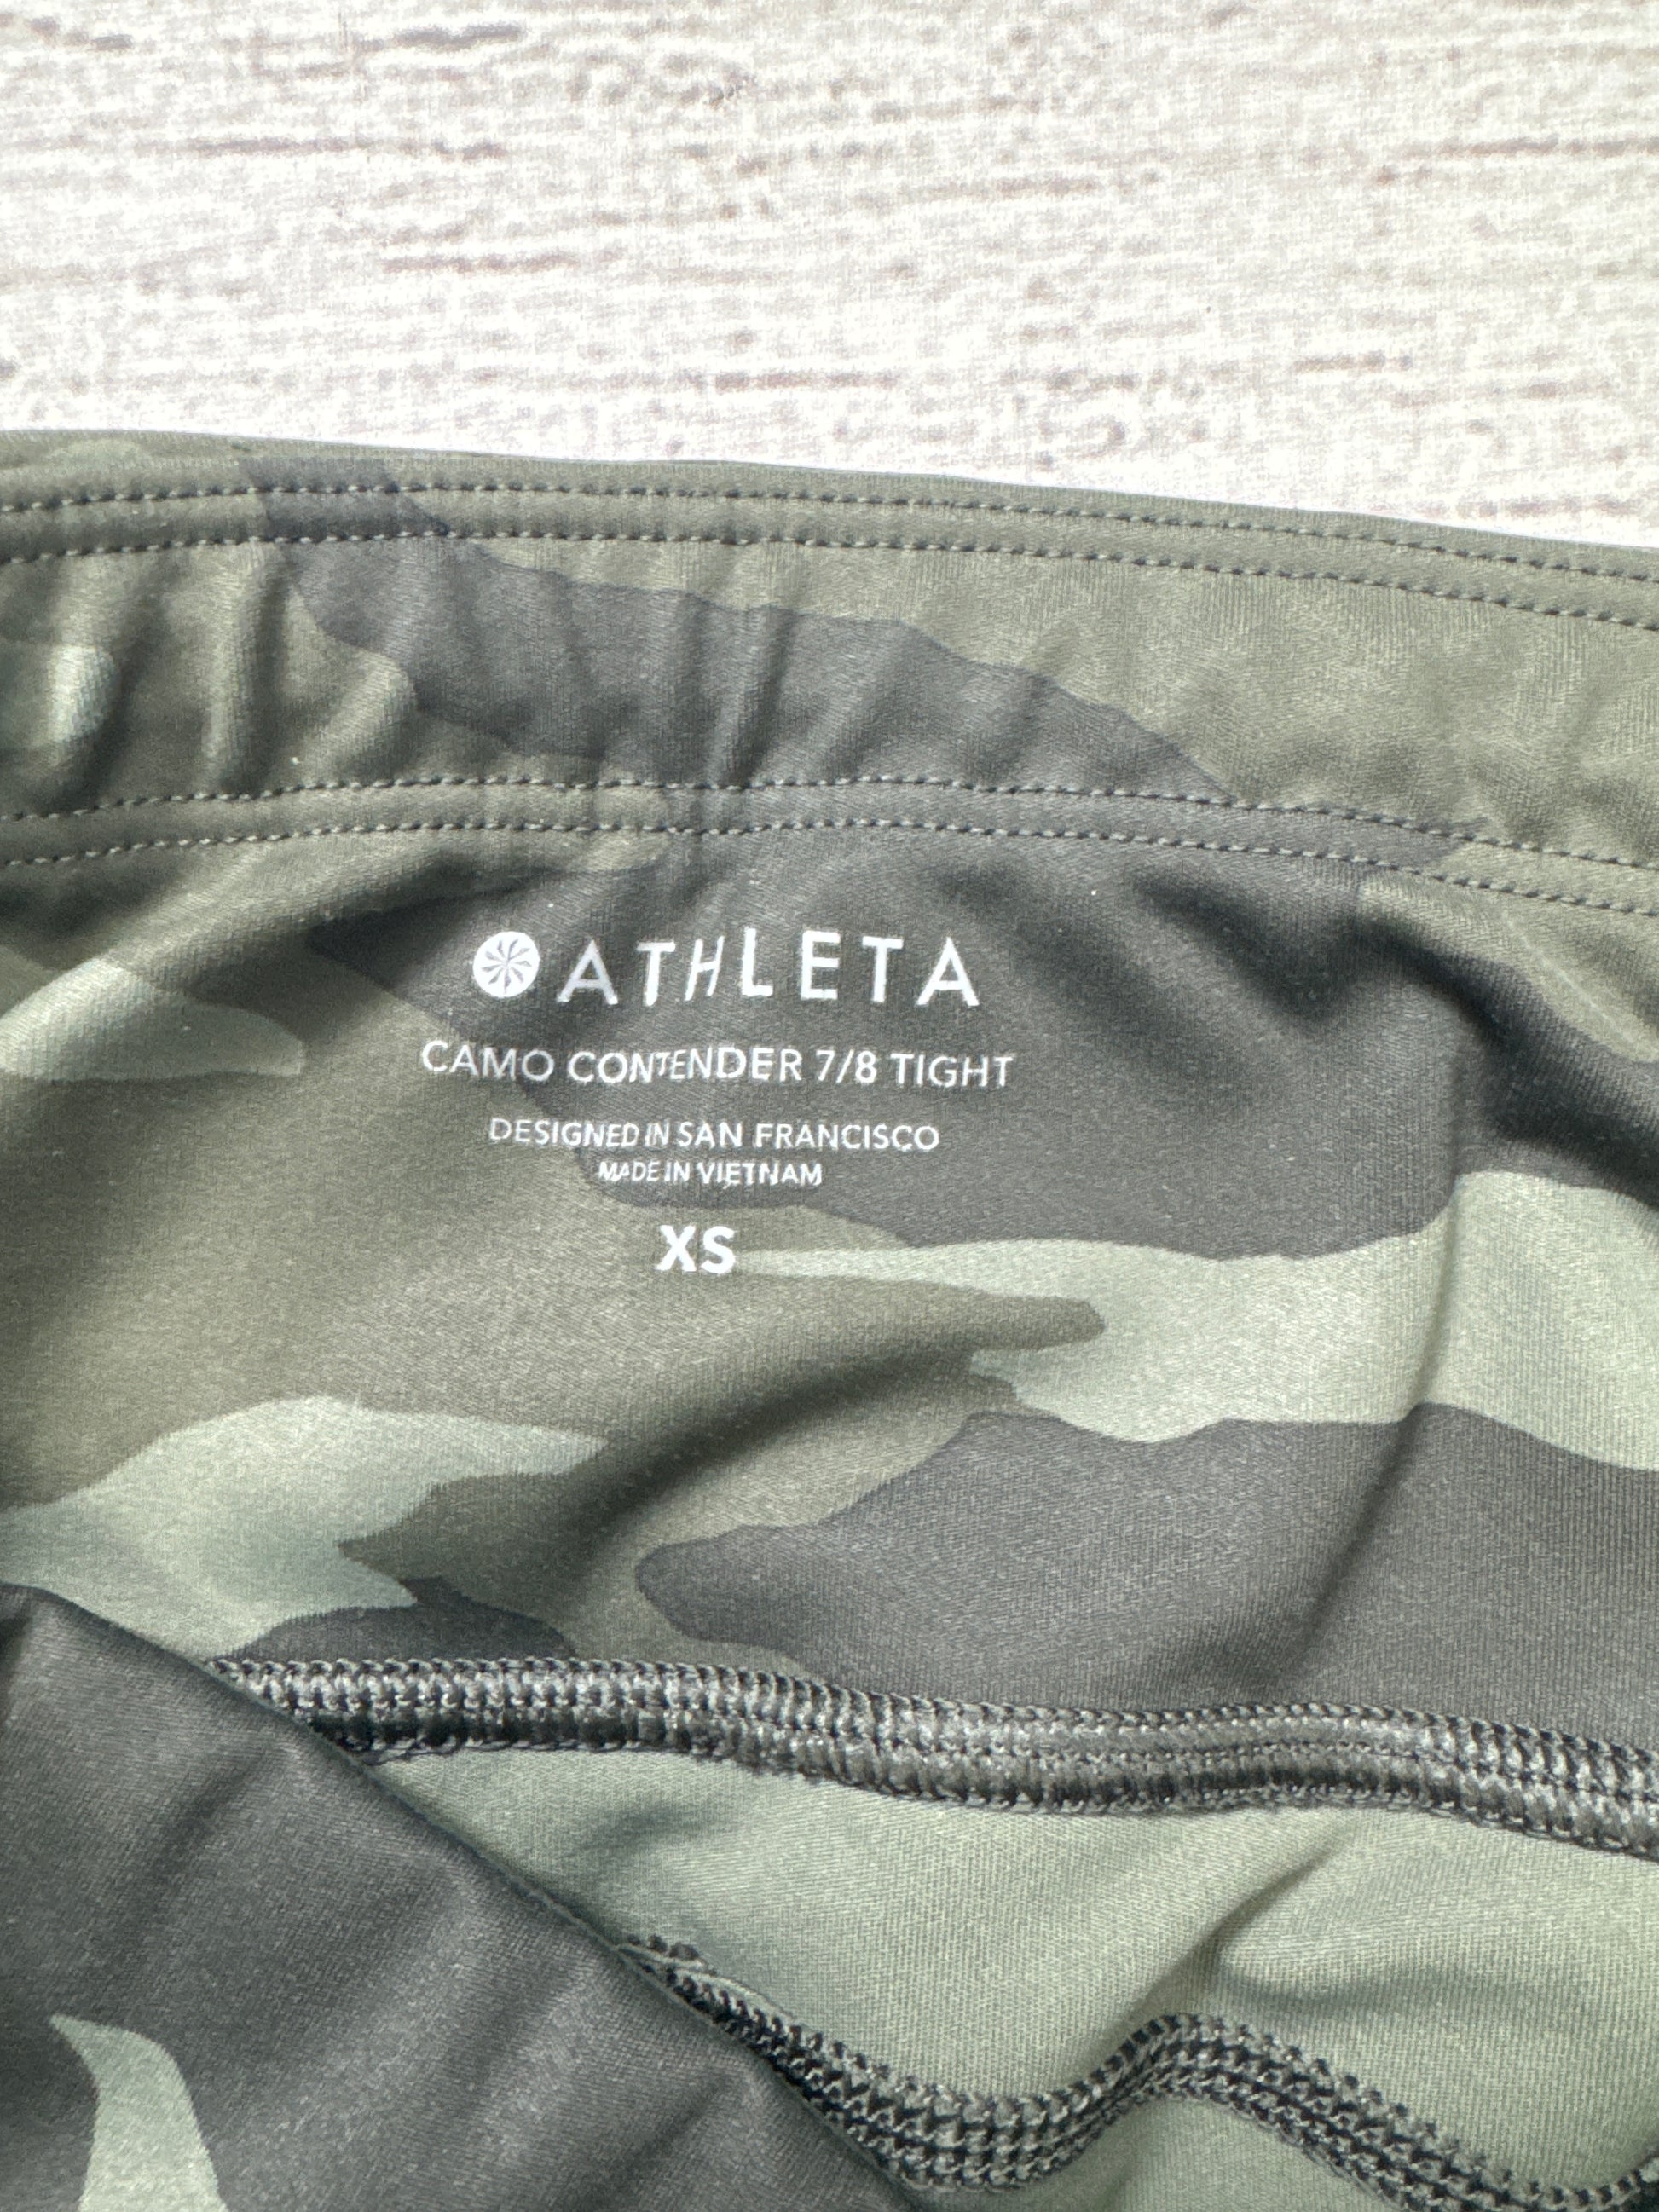 ATHLETA
CAMO CONTENDER 7/8 TIGHT
DESIGNED IN SAN FRANCISCO
MADE IN VIETNAM
XS